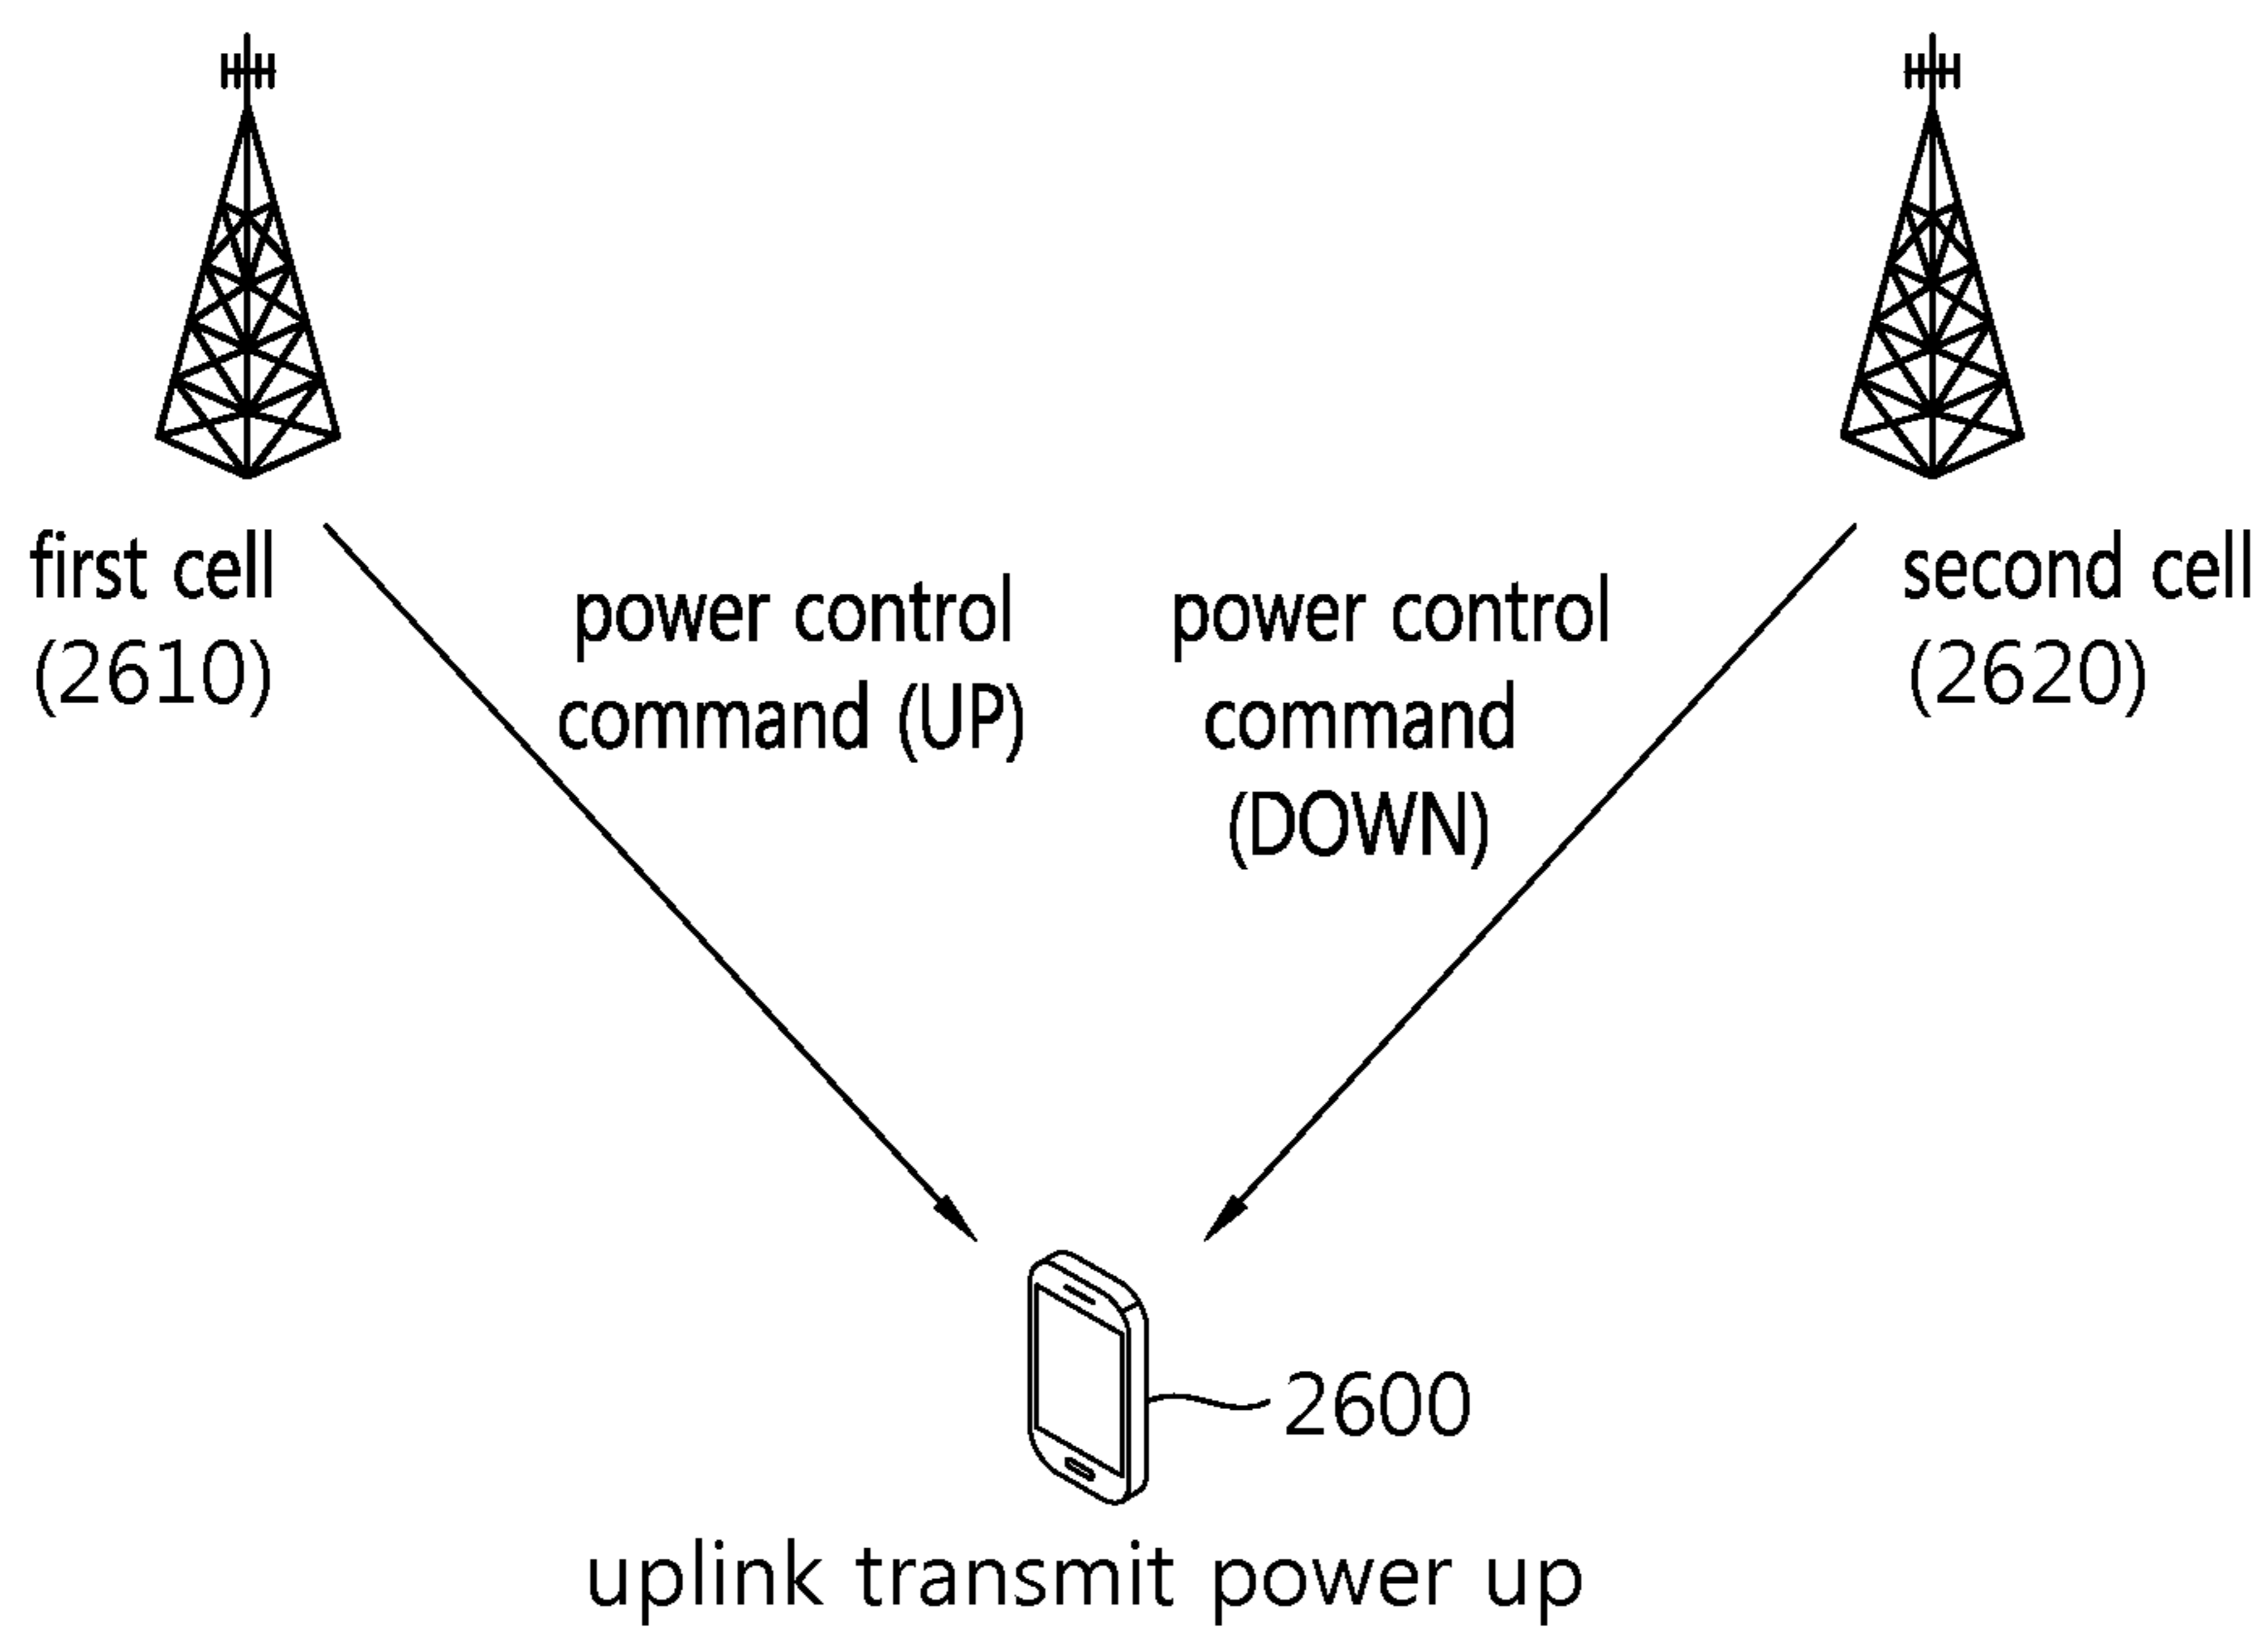 first cell
(2610)
power control
command (UP)
power control
command
(DOWN)
second cell
(2620)
2600
uplink transmit power up